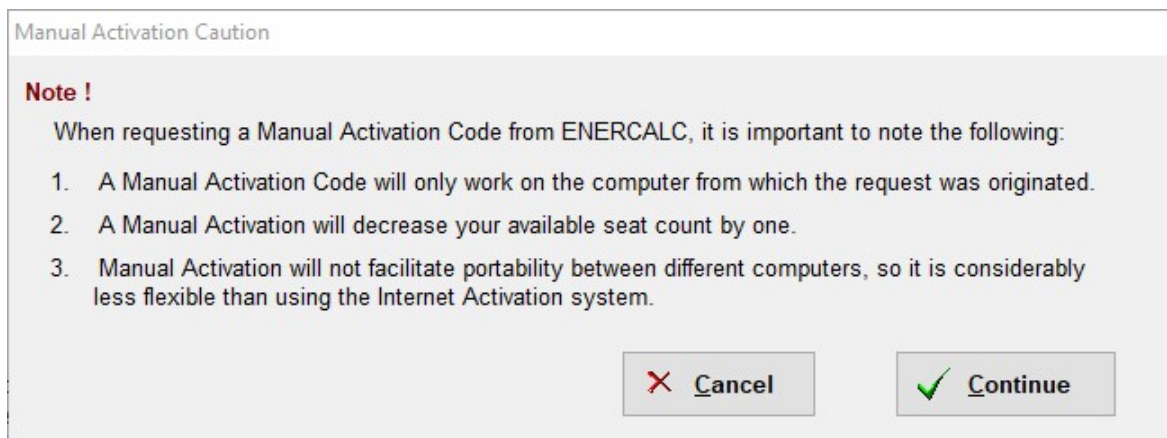 Manual Activation Caution
Note !
When requesting a Manual Activation Code from ENERCALC, it is important to note the following:
1. A Manual Activation Code will only work on the computer from which the request was originated.
2. A Manual Activation will decrease your available seat count by one.
3. Manual Activation will not facilitate portability between different computers, so it is considerably
less flexible than using the Internet Activation system.
Cancel
Continue